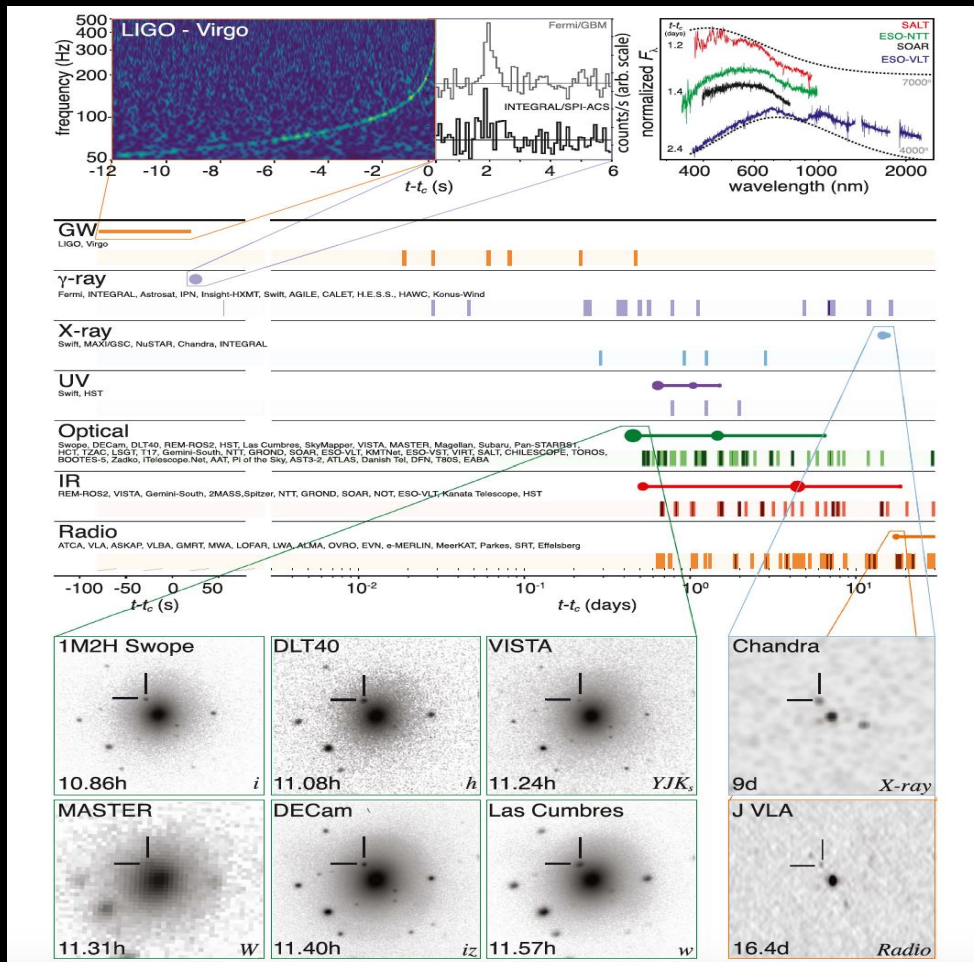 LIGO - Virgo
frequency (Hz)
500
400
300
200
100
50
-12 -10 -8 -6 -4 -2 0 2 4 6
t-tc (s)
Fermi/GBM
INTEGRAL/SPI-ACS
counts/s (arb. scale)
normalized Fλ
t-tc
(days)
1.2
1.4
2.4
SALT
ESO-NTT
SOAR
ESO-VLT
7000°
4000°
400 600 1000 2000
wavelength (nm)
GW
LIGO, Virgo
γ-ray
Fermi, INTEGRAL, Astrosat, IPN, Insight-HXMT, Swift, AGILE, CALET, H.E.S.S., HAWC, Konus-Wind
X-ray
Swift, MAXI/GSC, NuSTAR, Chandra, INTEGRAL
UV
Swift, HST
Optical
Swope, DECam, DLT40, REM-ROS2, HST, Las Cumbres, SkyMapper, VISTA, MASTER, Magellan, Subaru, Pan-STARRS1,
HCT, TZAC, LSGT, T17, Gemini-South, NTT, GROND, SOAR, ESO-VLT, KMTNet, ESO-VST, VIRT, SALT, CHILESCOPE, TOROS,
BOOTES-5, Zadko, iTelescope.Net, AAT, Pi of the Sky, AST3-2, ATLAS, Danish Tel, DFN, T80S, EABA
IR
REM-ROS2, VISTA, Gemini-South, 2MASS,Spitzer, NTT, GROND, SOAR, NOT, ESO-VLT, Kanata Telescope, HST
Radio
ATCA, VLA, ASKAP, VLBA, GMRT, MWA, LOFAR, LWA, ALMA, OVRO, EVN, e-MERLIN, MeerKAT, Parkes, SRT, Effelsberg
-100 -50 0 50 10-2 10-1 100 101
t-tc (s) t-tc (days)
1M2H Swope
10.86h i
DLT40
11.08h h
VISTA
11.24h YJKs
Chandra
9d X-ray
MASTER
11.31h W
DECam
11.40h iz
Las Cumbres
11.57h w
J VLA
16.4d Radio